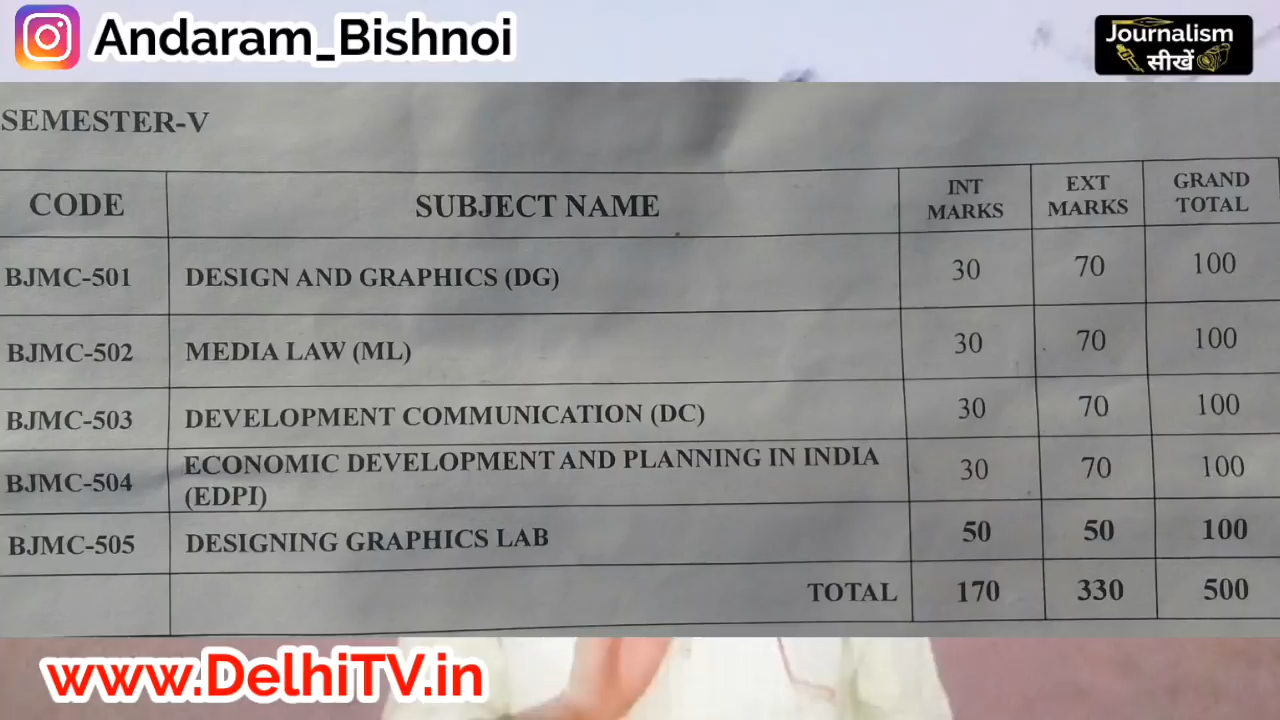 Andaram_Bishnoi
Journalism
सीखें
SEMESTER-V
CODE SUBJECT NAME INT MARKS EXT MARKS GRAND TOTAL
BJMC-501 DESIGN AND GRAPHICS (DG) 30 70 100
BJMC-502 MEDIA LAW (ML) 30 70 100
BJMC-503 DEVELOPMENT COMMUNICATION (DC) 30 70 100
BJMC-504 ECONOMIC DEVELOPMENT AND PLANNING IN INDIA (EDPI) 30 70 100
BJMC-505 DESIGNING GRAPHICS LAB 50 50 100
TOTAL 170 330 500
www.DelhiTV.in